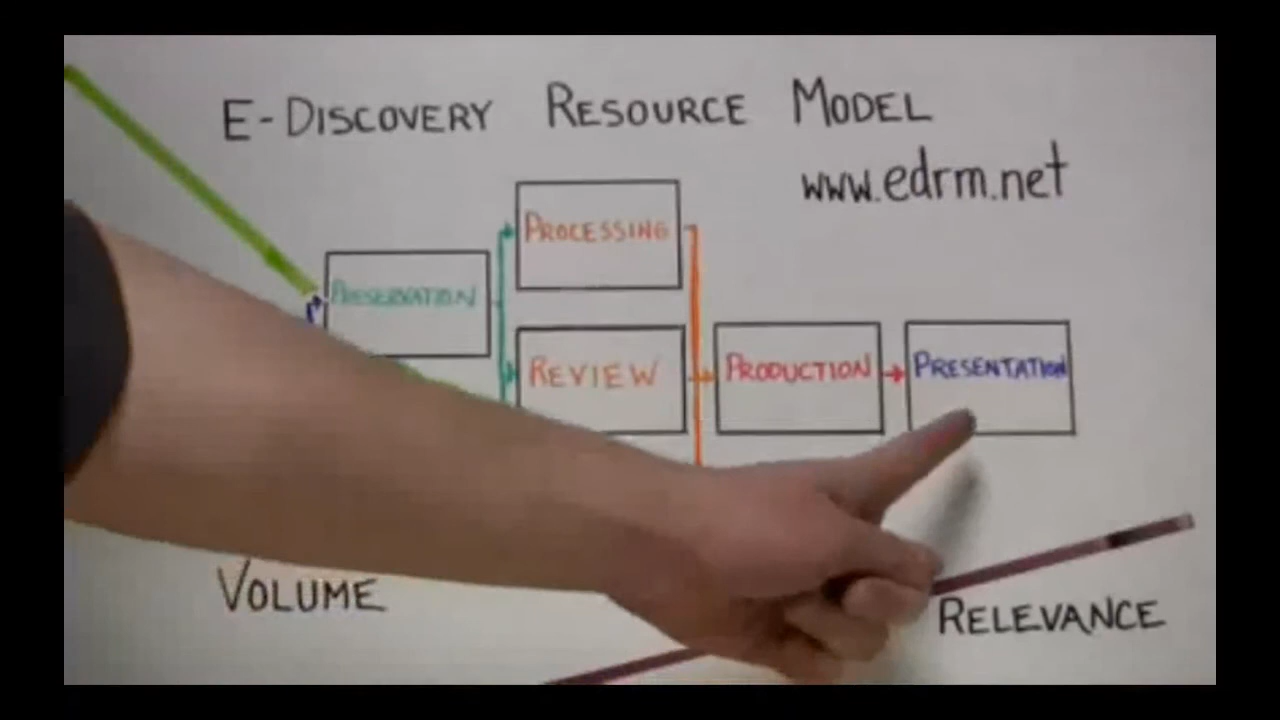 E-DISCOVERY RESOURCE MODEL
www.edrm.net
PROCESSING
PRESERVATION
REVIEW
PRODUCTION
PRESENTATION
VOLUME
RELEVANCE